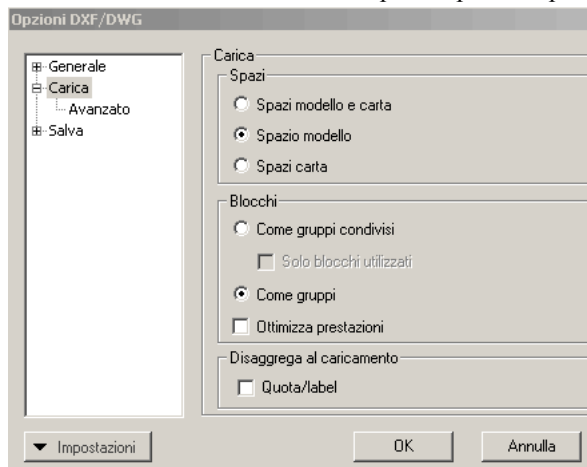 Opzioni DXF/DWG
Generale
Carica
Avanzato
Salva
Carica
Spazi
Spazi modello e carta
Spazio modello
Spazi carta
Blocchi
Come gruppi condivisi
Solo blocchi utilizzati
Come gruppi
Ottimizza prestazioni
Disaggrega al caricamento
Quota/label
Impostazioni
OK
Annulla